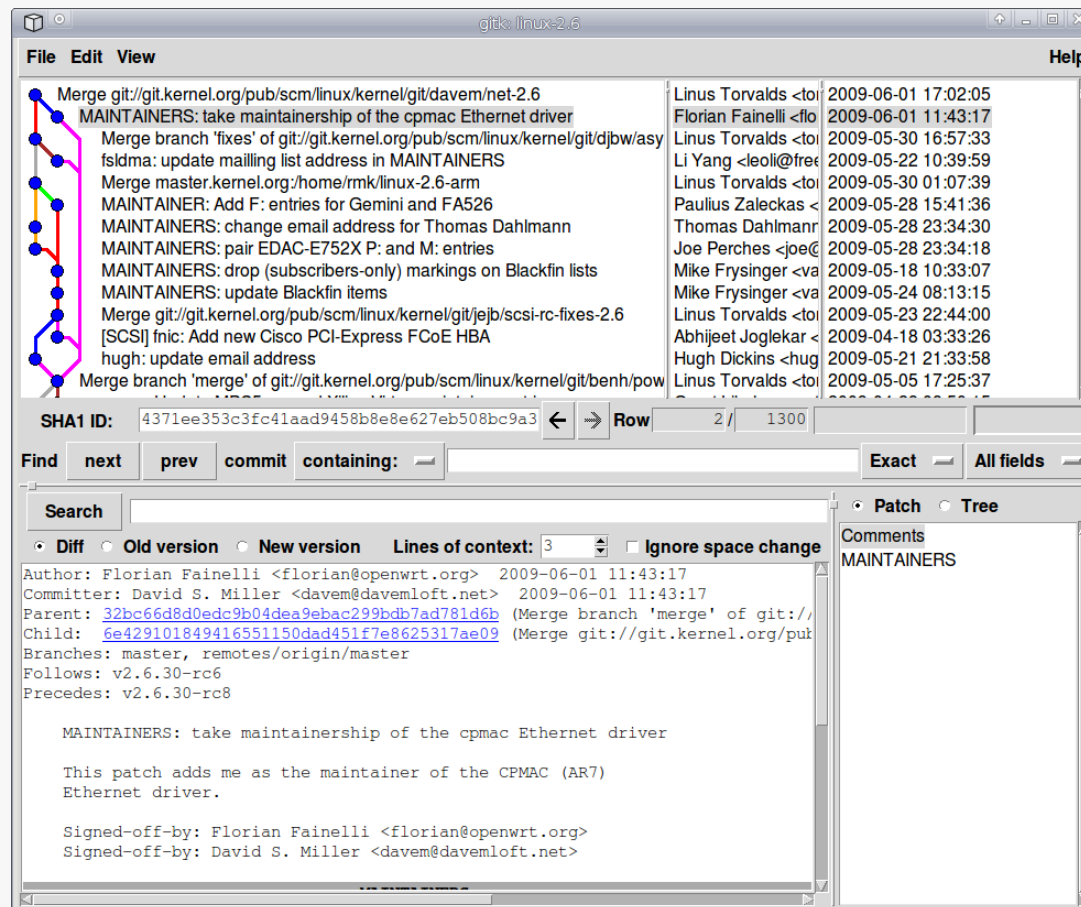 gitk: linux-2.6
File Edit View Help
Merge git://git.kernel.org/pub/scm/linux/kernel/git/davem/net-2.6 Linus Torvalds <tor 2009-06-01 17:02:05
MAINTAINERS: take maintainership of the cpmac Ethernet driver Florian Fainelli <flo 2009-06-01 11:43:17
Merge branch 'fixes' of git://git.kernel.org/pub/scm/linux/kernel/git/djbw/asy Linus Torvalds <tor 2009-05-30 16:57:33
fsldma: update mailling list address in MAINTAINERS Li Yang <leoli@free 2009-05-22 10:39:59
Merge master.kernel.org:/home/rmk/linux-2.6-arm Linus Torvalds <tor 2009-05-30 01:07:39
MAINTAINER: Add F: entries for Gemini and FA526 Paulius Zaleckas < 2009-05-28 15:41:36
MAINTAINERS: change email address for Thomas Dahlmann Thomas Dahlmann 2009-05-28 23:34:30
MAINTAINERS: pair EDAC-E752X P: and M: entries Joe Perches <joe@ 2009-05-28 23:34:18
MAINTAINERS: drop (subscribers-only) markings on Blackfin lists Mike Frysinger <va 2009-05-18 10:33:07
MAINTAINERS: update Blackfin items Mike Frysinger <va 2009-05-24 08:13:15
Merge git://git.kernel.org/pub/scm/linux/kernel/git/jejb/scsi-rc-fixes-2.6 Linus Torvalds <tor 2009-05-23 22:44:00
[SCSI] fnic: Add new Cisco PCI-Express FCoE HBA Abhijeet Joglekar < 2009-04-18 03:33:26
hugh: update email address Hugh Dickins <hug 2009-05-21 21:33:58
Merge branch 'merge' of git://git.kernel.org/pub/scm/linux/kernel/git/benh/pow Linus Torvalds <tor 2009-05-05 17:25:37
SHA1 ID: 4371ee353c3fc41aad9458b8e8e627eb508bc9a3 Row 2 / 1300
Find next prev commit containing: Exact All fields
Search
Patch Tree
Diff Old version New version Lines of context: 3 Ignore space change
Comments
MAINTAINERS
Author: Florian Fainelli <florian@openwrt.org> 2009-06-01 11:43:17
Committer: David S. Miller <davem@davemloft.net> 2009-06-01 11:43:17
Parent: 32bc66d8d0edc9b04dea9ebac299bdb7ad781d6b (Merge branch 'merge' of git:/
Child: 6e429101849416551150dad451f7e8625317ae09 (Merge git://git.kernel.org/pub
Branches: master, remotes/origin/master
Follows: v2.6.30-rc6
Precedes: v2.6.30-rc8
MAINTAINERS: take maintainership of the cpmac Ethernet driver
This patch adds me as the maintainer of the CPMAC (AR7)
Ethernet driver.
Signed-off-by: Florian Fainelli <florian@openwrt.org>
Signed-off-by: David S. Miller <davem@davemloft.net>